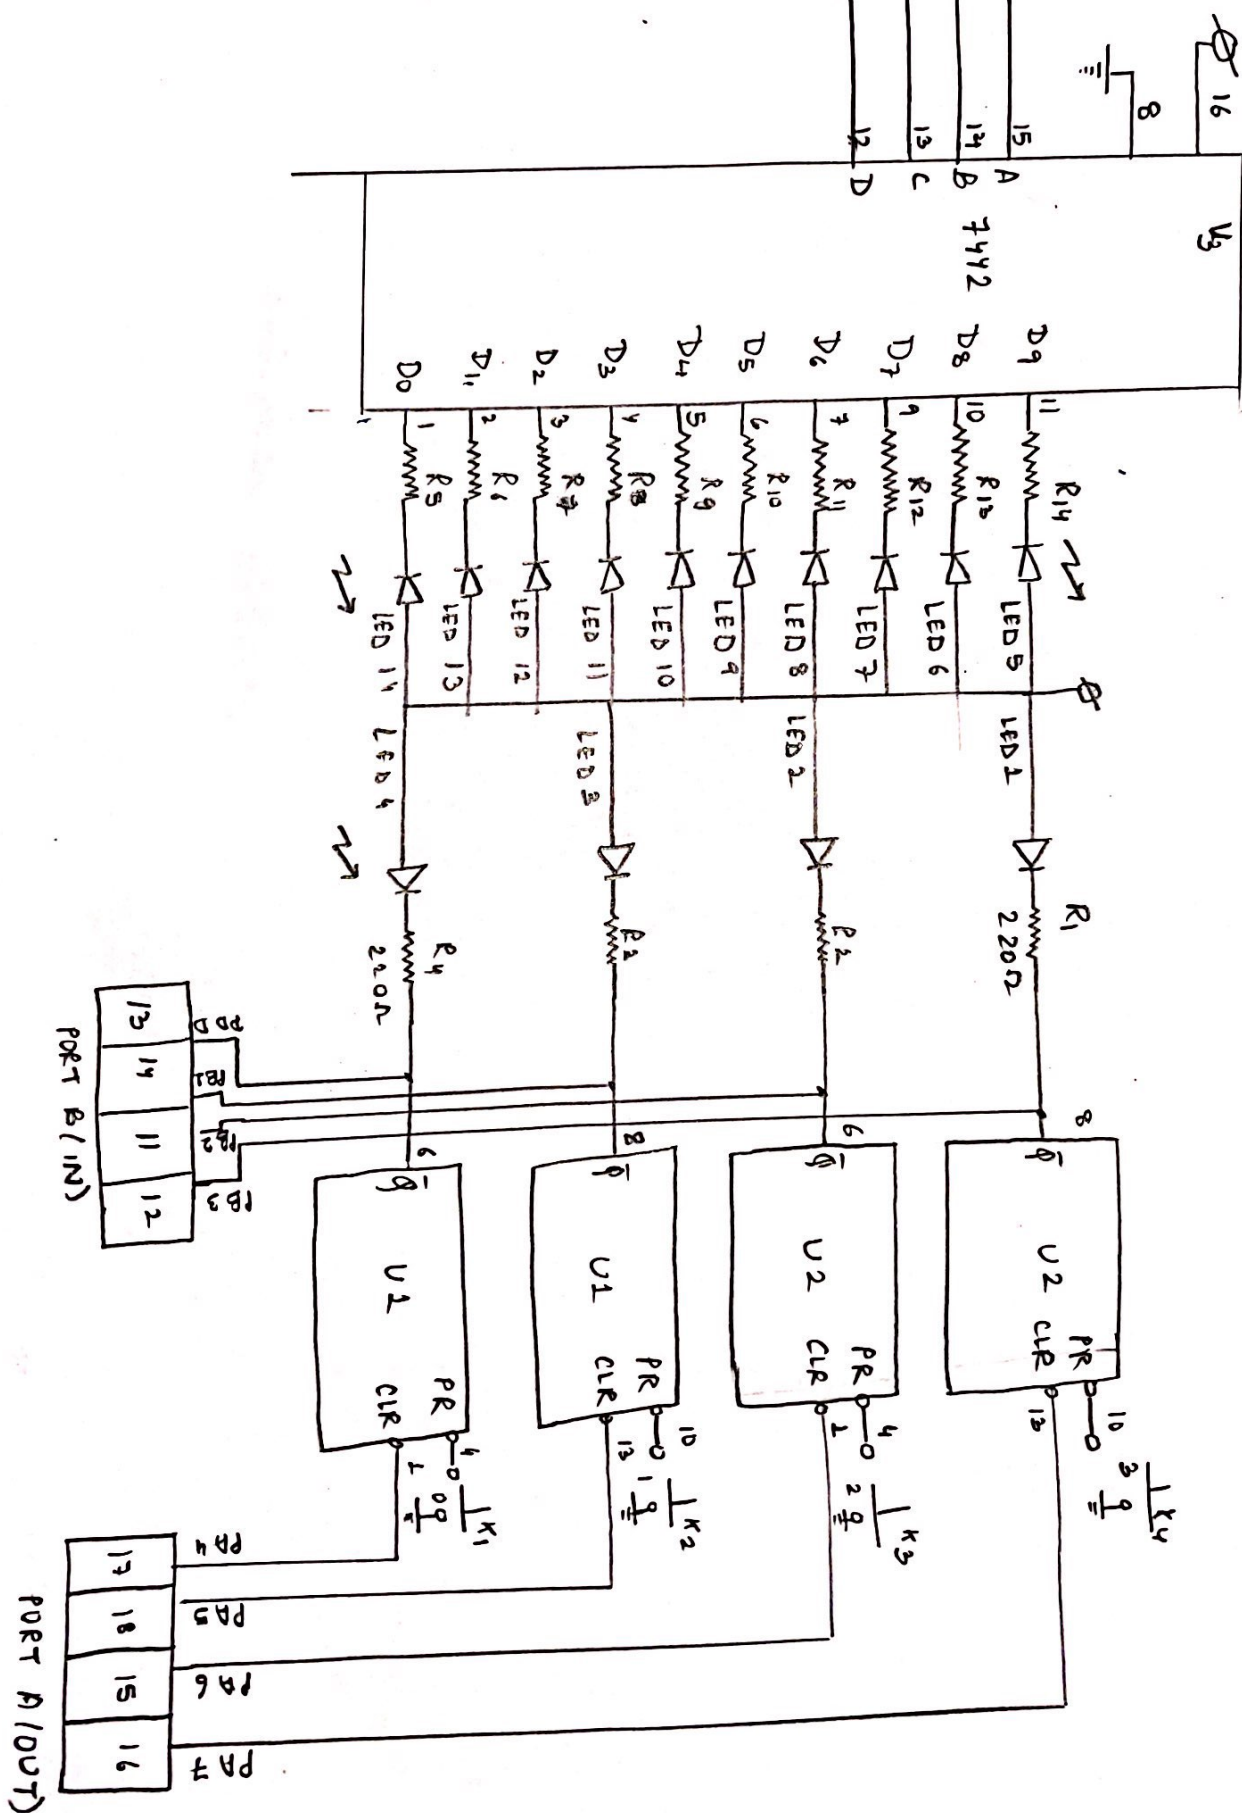 16
8
15
14
13
12
U3
A
B
C
D
7442
D9
D8
D7
D6
D5
D4
D3
D2
D1
D0
11
10
9
7
6
5
4
3
2
1
R14
R13
R12
R11
R10
R9
R8
R7
R6
R5
LED 5
LED 6
LED 7
LED 8
LED 9
LED 10
LED 11
LED 12
LED 13
LED 14
LED 1
LED 2
LED 3
LED 4
R1
220Ω
R2
R4
220Ω
13
14
11
12
PB1
PB2
PB3
PORT B(IN)
8
6
8
6
Q̅
Q̅
Q̅
Q̅
U2
U2
U1
U1
PR
CLR
PR
CLR
PR
CLR
PR
CLR
10
13
4
1
10
13
4
1
K4
3
K3
2
K2
1
K1
0
17
18
15
16
PA4
PA5
PA6
PA7
PORT A(OUT)